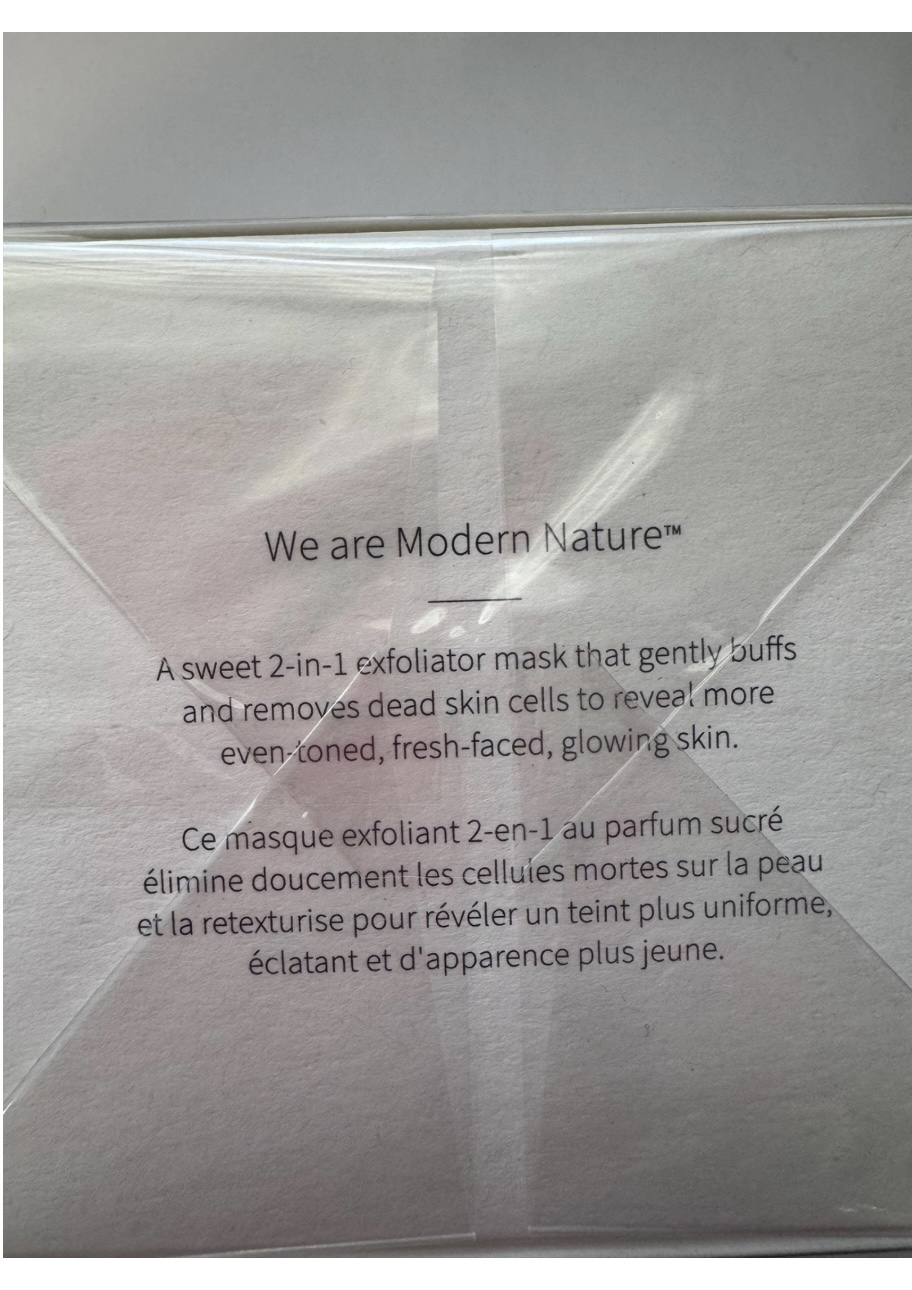 We are Modern Nature™
A sweet 2-in-1 exfoliator mask that gently buffs
and removes dead skin cells to reveal more
even-toned, fresh-faced, glowing skin.
Ce masque exfoliant 2-en-1 au parfum sucré
élimine doucement les cellules mortes sur la peau
et la retexturise pour révéler un teint plus uniforme,
éclatant et d'apparence plus jeune.